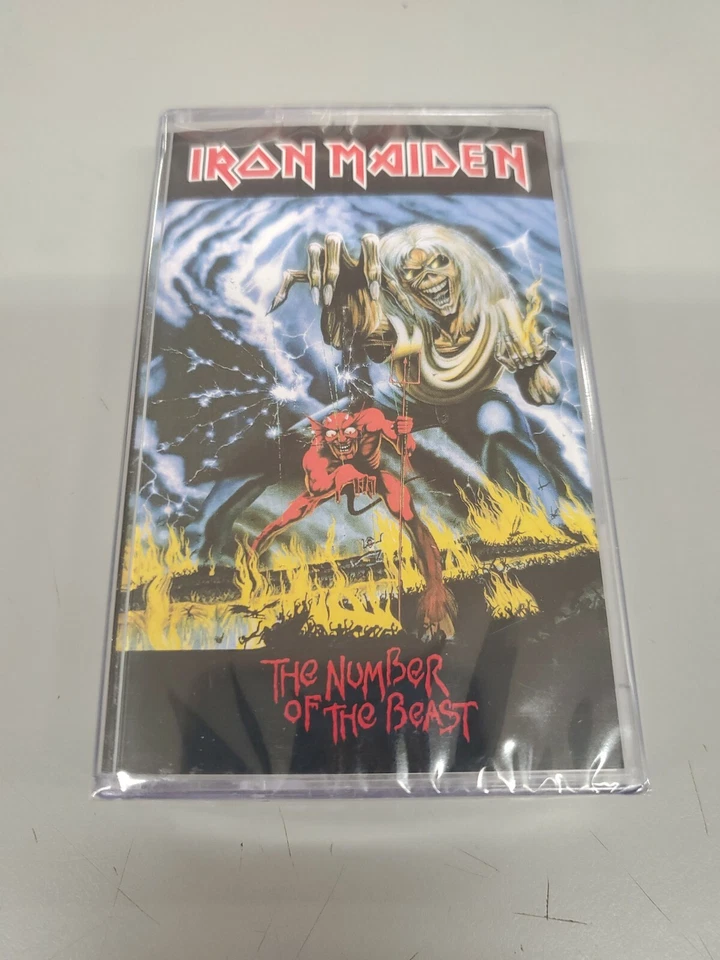 IRON MAIDEN
THE NUMBER
OF THE BEAST